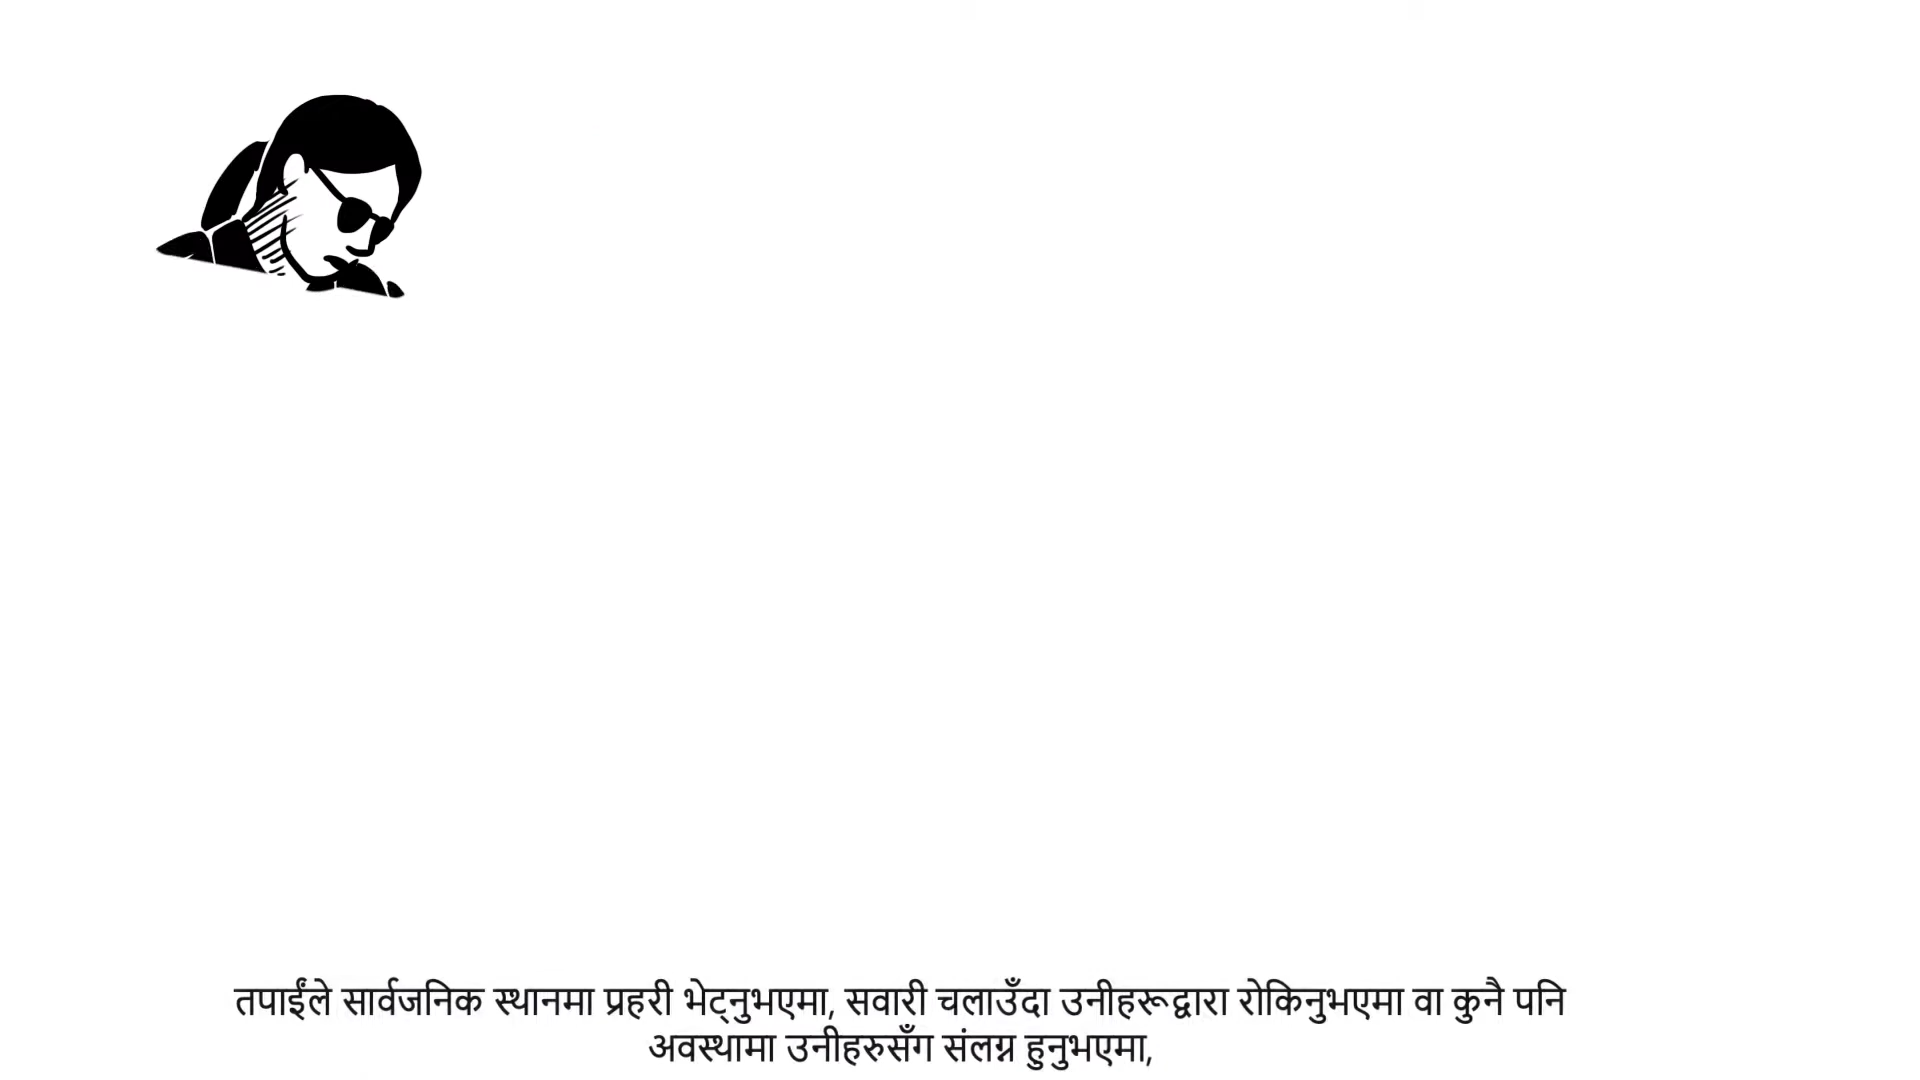 तपाईंले सार्वजनिक स्थानमा प्रहरी भेट्नुभएमा, सवारी चलाउँदा उनीहरूद्वारा रोकिनुभएमा वा कुनै पनि
अवस्थामा उनीहरुसँग संलग्न हुनुभएमा,